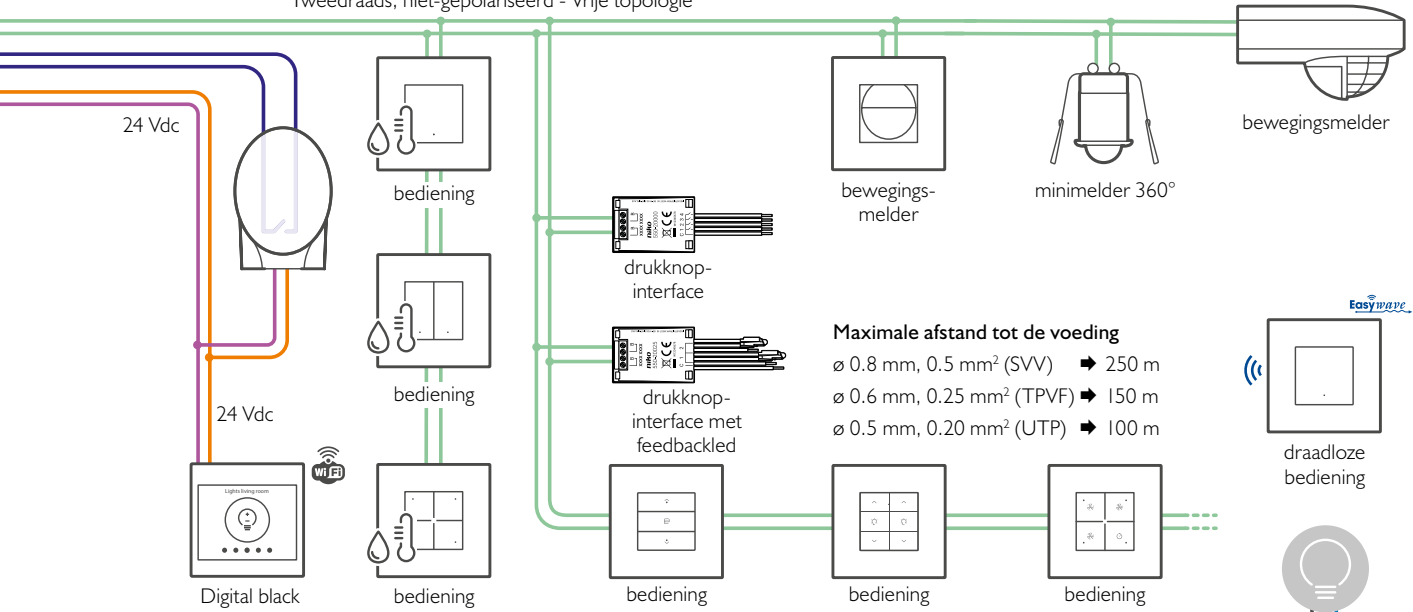 Tweedraads, niet-gepolariseerd - Vrije topologie
24 Vdc
bediening
bewegings-
melder
minimelder 360°
bewegingsmelder
niko
drukknop-
interface
bediening
24 Vdc
niko
drukknop-
interface met
feedbackled
Maximale afstand tot de voeding
ø 0.8 mm, 0.5 mm² (SVV) ➡ 250 m
ø 0.6 mm, 0.25 mm² (TPVF) ➡ 150 m
ø 0.5 mm, 0.20 mm² (UTP) ➡ 100 m
Easywave
draadloze
bediening
WiFi
Lights living room
Digital black
bediening
bediening
bediening
bediening